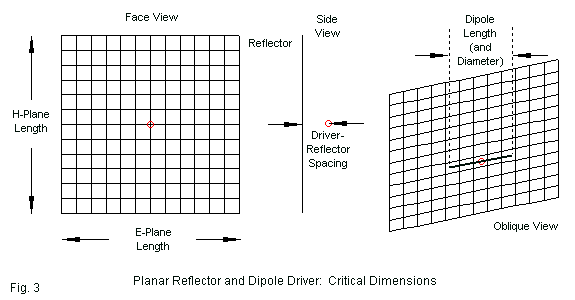 Face View
H-Plane
Length
E-Plane
Length
Side
View
Reflector
Driver-
Reflector
Spacing
Dipole
Length
(and
Diameter)
Oblique View
Fig. 3
Planar Reflector and Dipole Driver:  Critical Dimensions